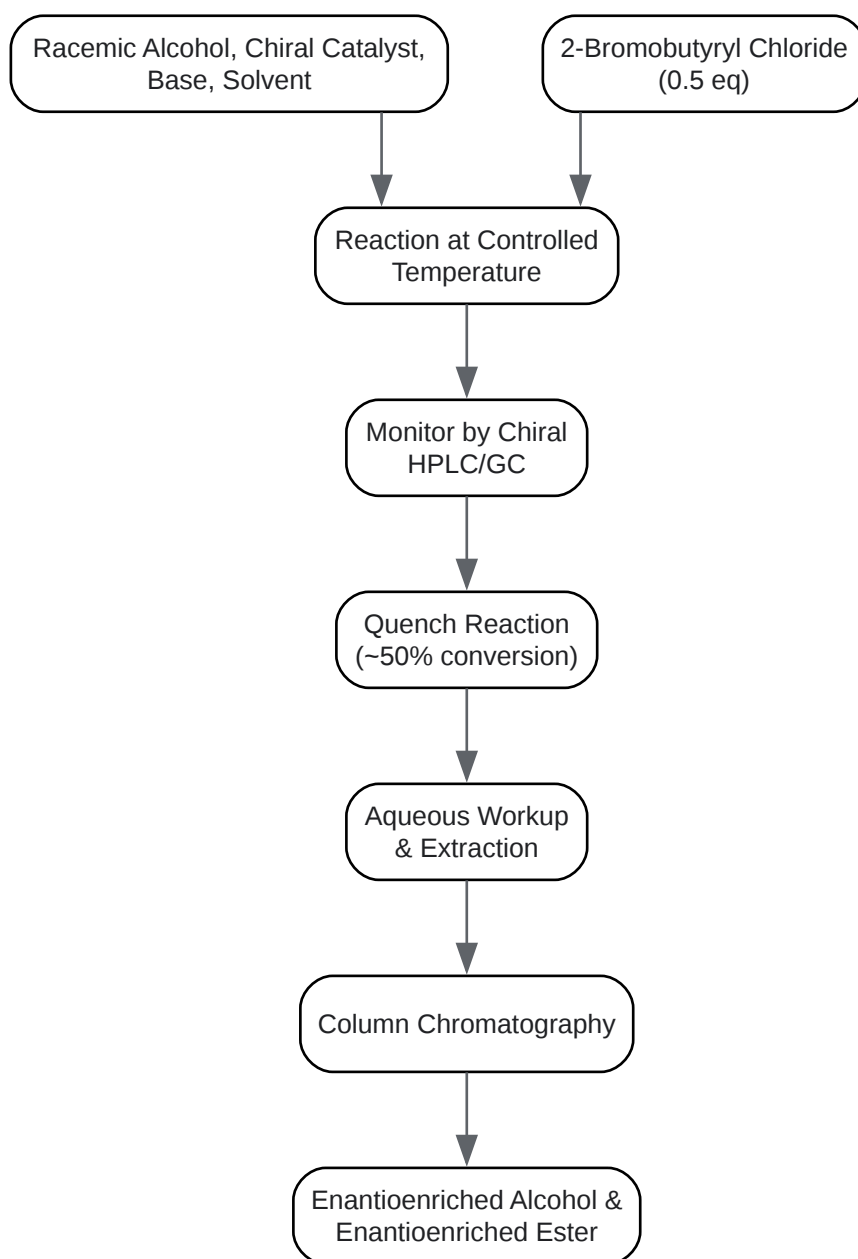 Racemic Alcohol, Chiral Catalyst,
Base, Solvent
2-Bromobutyryl Chloride
(0.5 eq)
Reaction at Controlled
Temperature
Monitor by Chiral
HPLC/GC
Quench Reaction
(~50% conversion)
Aqueous Workup
& Extraction
Column Chromatography
Enantioenriched Alcohol &
Enantioenriched Ester